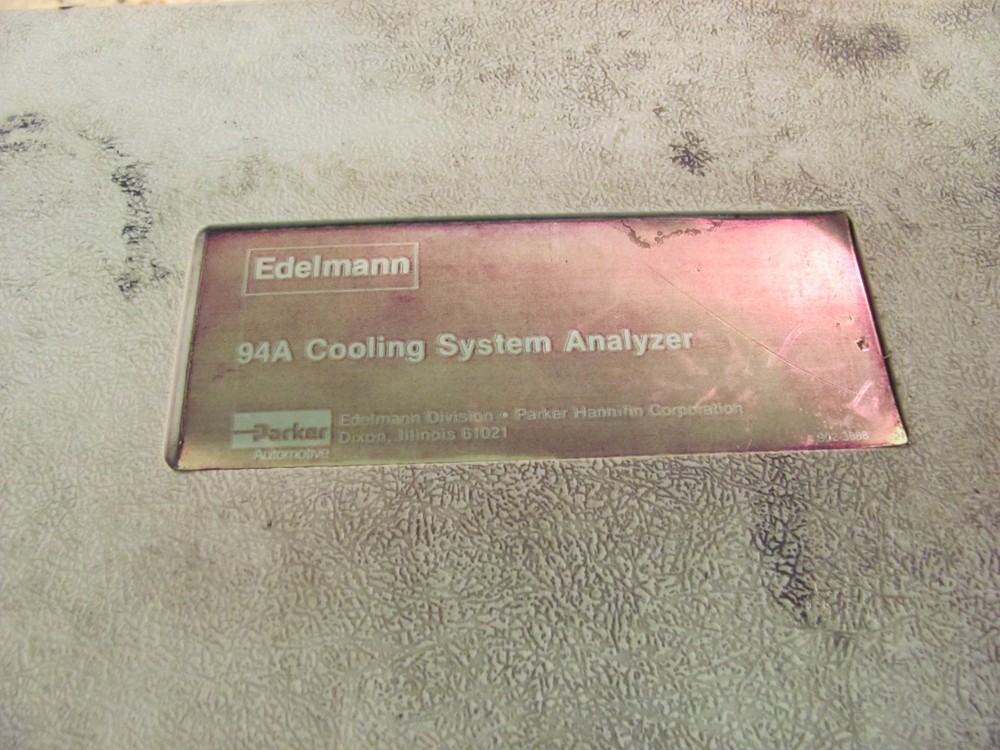 Edelmann
94A Cooling System Analyzer
Parker
Automotive
Edelmann Division • Parker Hannifin Corporation
Dixon, Illinois 61021